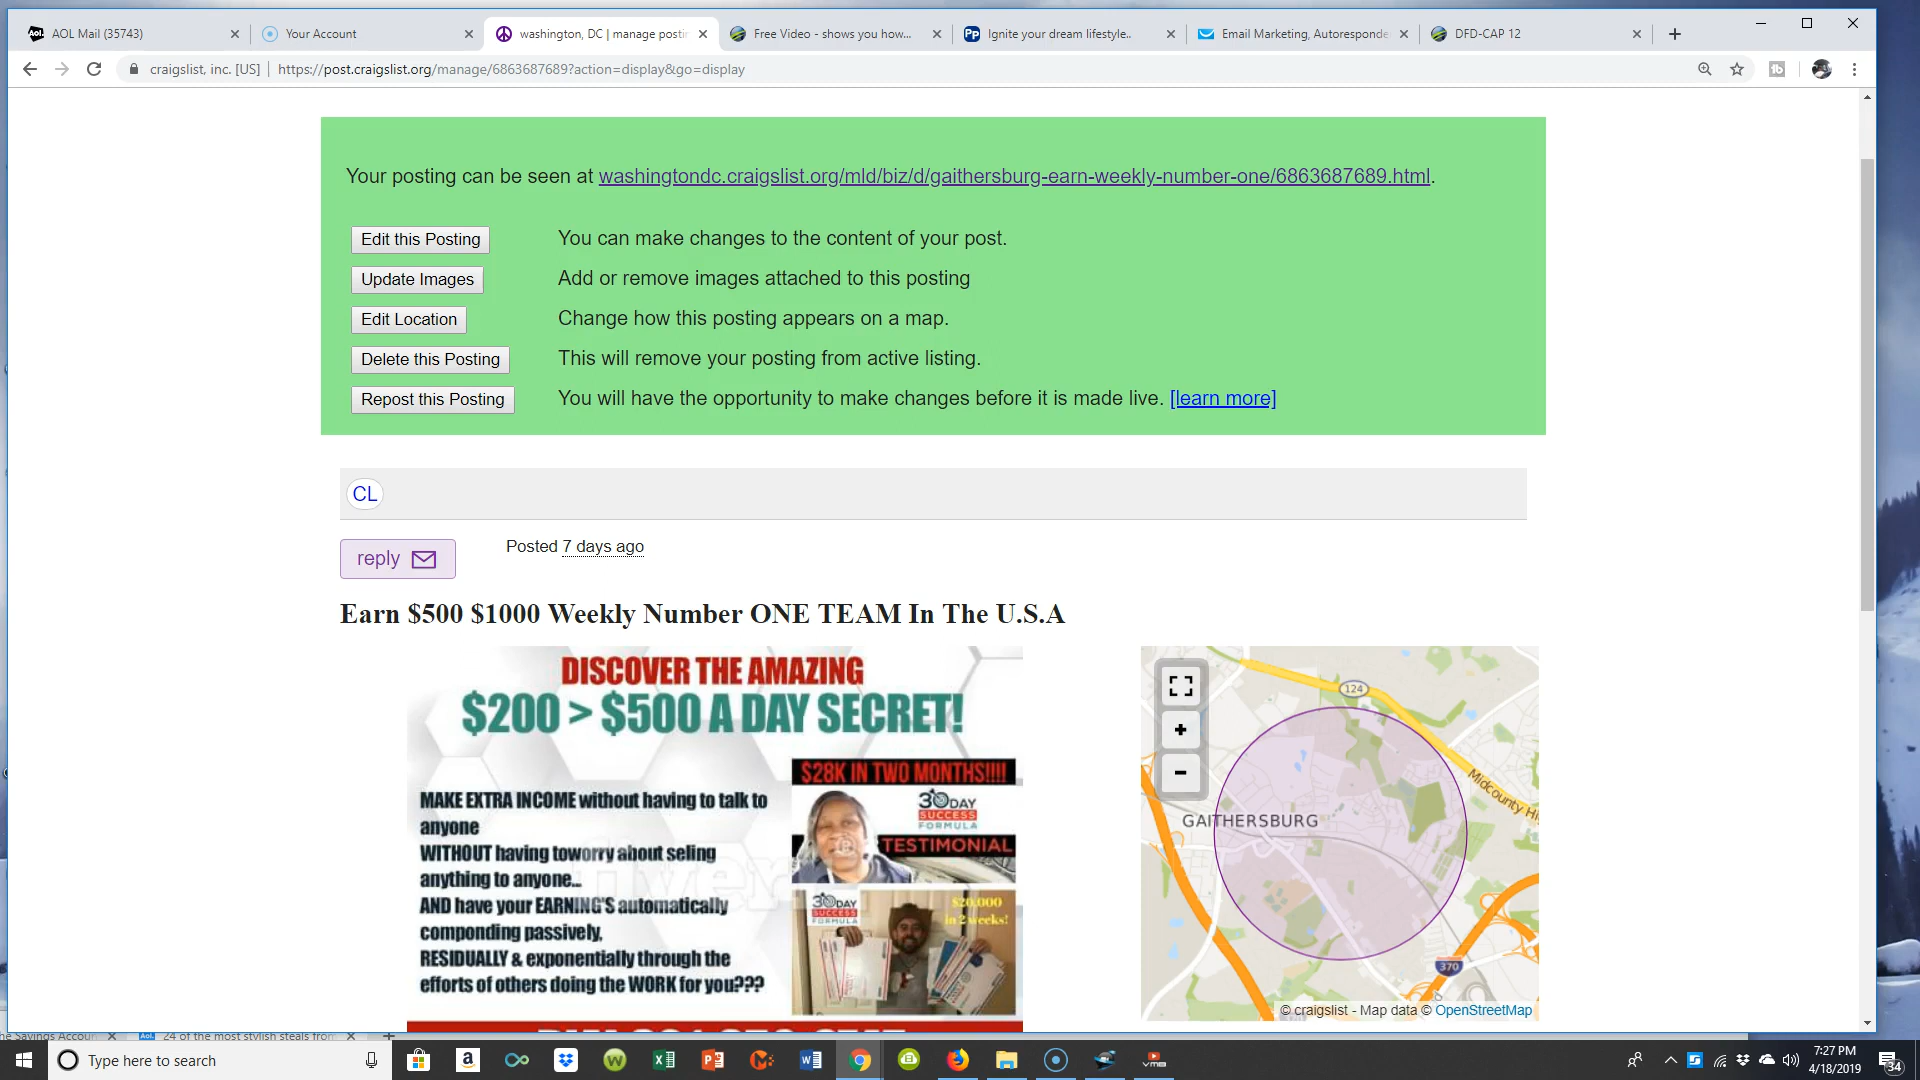 AOL Mail (35743)
Your Account
washington, DC | manage postin
Free Video - shows you how...
Ignite your dream lifestyle..
Email Marketing, Autoresponde
DFD-CAP 12
craigslist, inc. [US] | https://post.craigslist.org/manage/6863687689?action=display&go=display
Your posting can be seen at washingtondc.craigslist.org/mld/biz/d/gaithersburg-earn-weekly-number-one/6863687689.html.
Edit this Posting You can make changes to the content of your post.
Update Images Add or remove images attached to this posting
Edit Location Change how this posting appears on a map.
Delete this Posting This will remove your posting from active listing.
Repost this Posting You will have the opportunity to make changes before it is made live. [learn more]
CL
reply
Posted 7 days ago
Earn $500 $1000 Weekly Number ONE TEAM In The U.S.A
DISCOVER THE AMAZING
$200 > $500 A DAY SECRET!
MAKE EXTRA INCOME without having to talk to
anyone
WITHOUT having toworry about seling
anything to anyone...
AND have your EARNING'S automatically
componding passively,
RESIDUALLY & exponentially through the
efforts of others doing the WORK for you???
$28K IN TWO MONTHS!!!!
30DAY
SUCCESS
FORMULA
TESTIMONIAL
30DAY
SUCCESS
FORMULA
$20,000
in 2 weeks!
124
Midcounty Hi
GAITHERSBURG
370
© craigslist - Map data © OpenStreetMap
he Savings Accoun
Aol. 24 of the most stylish steals from
Type here to search
7:27 PM
4/18/2019
34